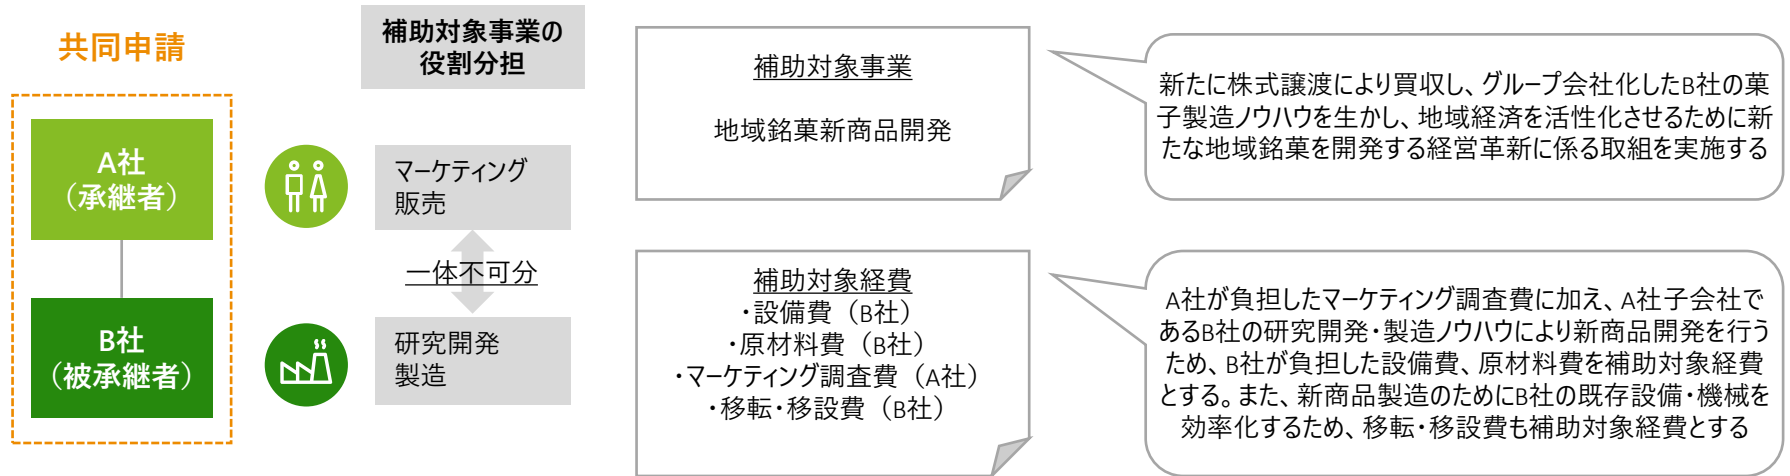 共同申請
A社
（承継者）
B社
（被承継者）
補助対象事業の
役割分担
マーケティング
販売
一体不可分
研究開発
製造
補助対象事業
地域銘菓新商品開発
新たに株式譲渡により買収し、グループ会社化したB社の菓
子製造ノウハウを生かし、地域経済を活性化させるために新
たな地域銘菓を開発する経営革新に係る取組を実施する
補助対象経費
・設備費（B社）
・原材料費（B社）
・マーケティング調査費（A社）
・移転・移設費（B社）
A社が負担したマーケティング調査費に加え、A社子会社で
あるB社の研究開発・製造ノウハウにより新商品開発を行う
ため、B社が負担した設備費、原材料費を補助対象経費
とする。また、新商品製造のためにB社の既存設備・機械を
効率化するため、移転・移設費も補助対象経費とする